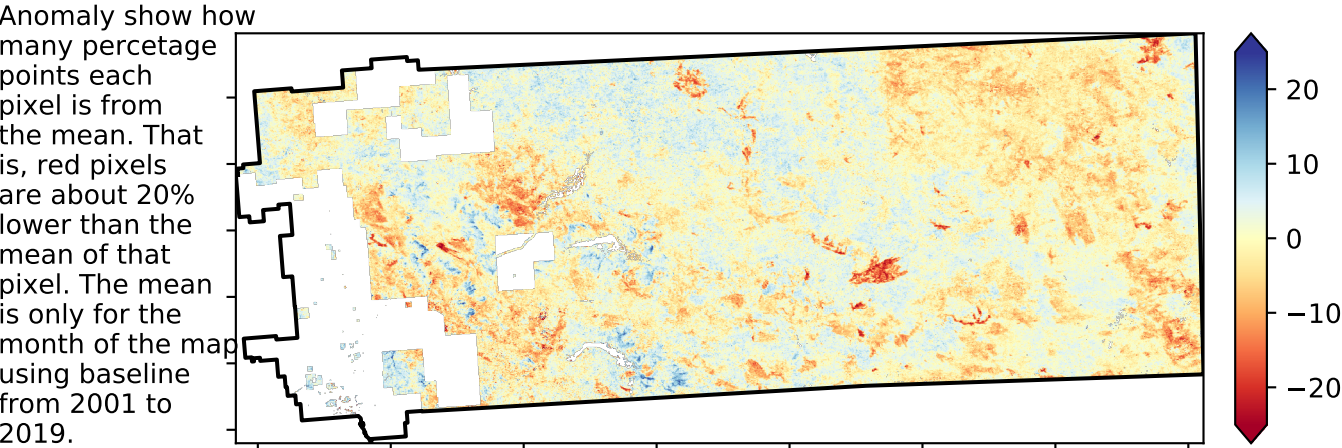 Anomaly show how
many percetage
points each
pixel is from
the mean. That
is, red pixels
are about 20%
lower than the
mean of that
pixel. The mean
is only for the
month of the map
using baseline
from 2001 to
2019.
20
10
0
−10
−20